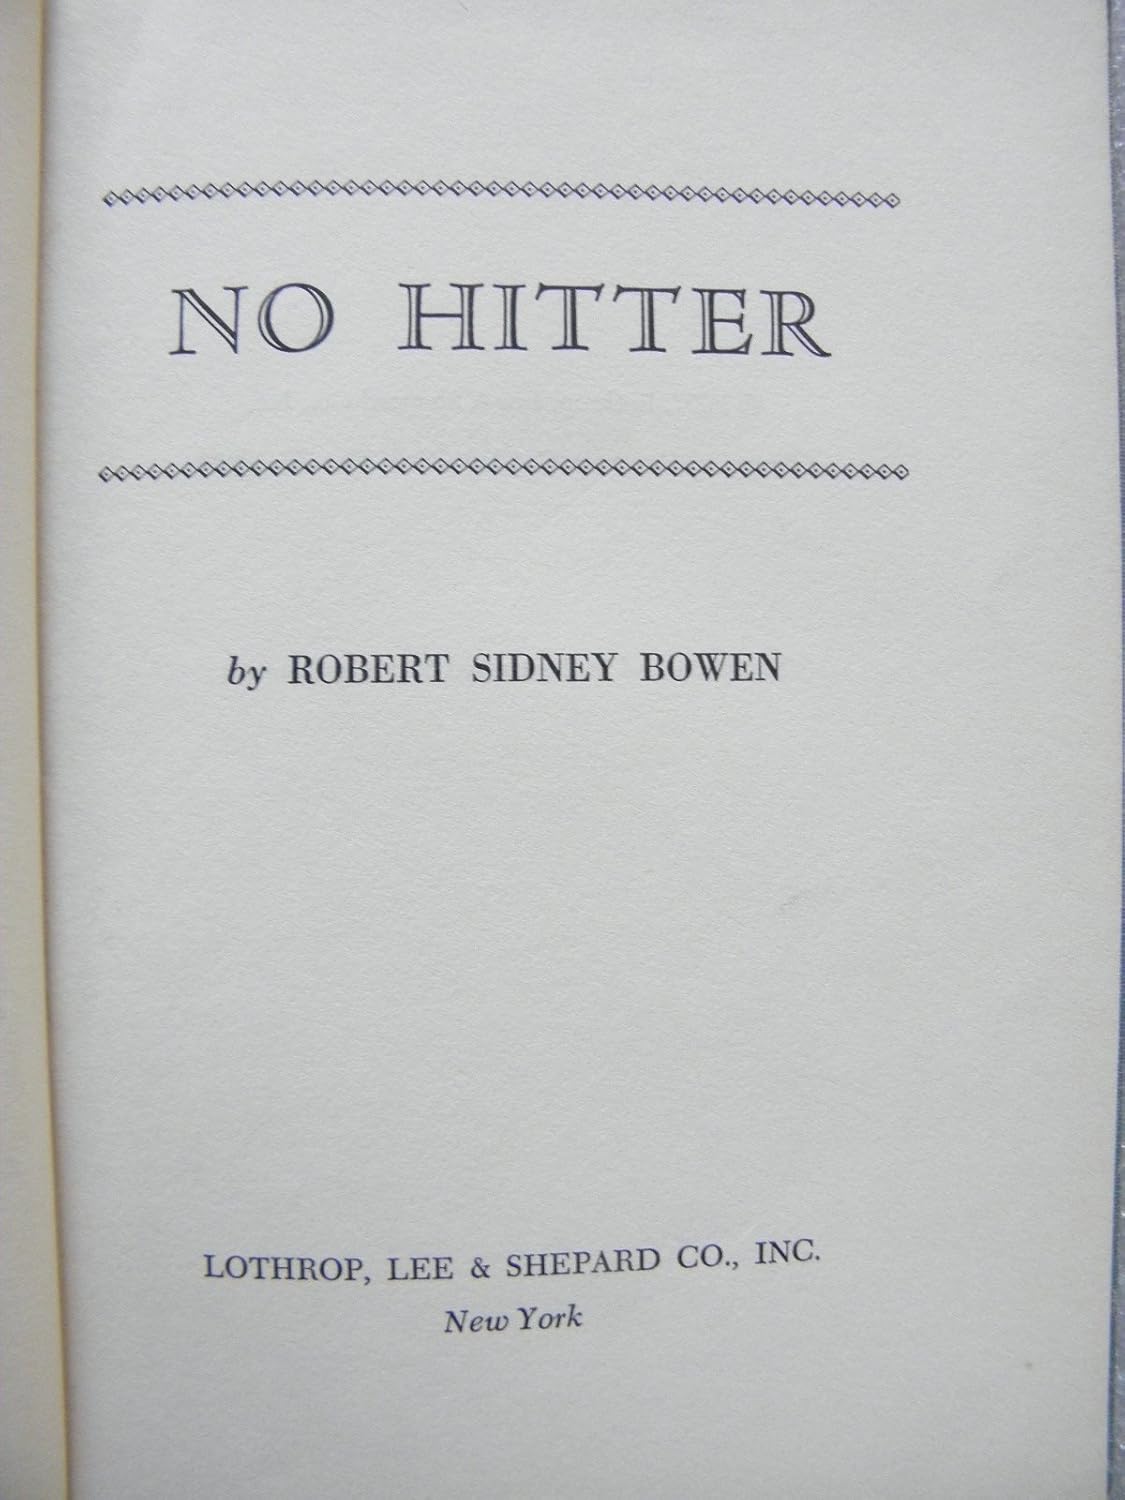 NO HITTER
by ROBERT SIDNEY BOWEN
LOTHROP, LEE & SHEPARD CO., INC.
New York